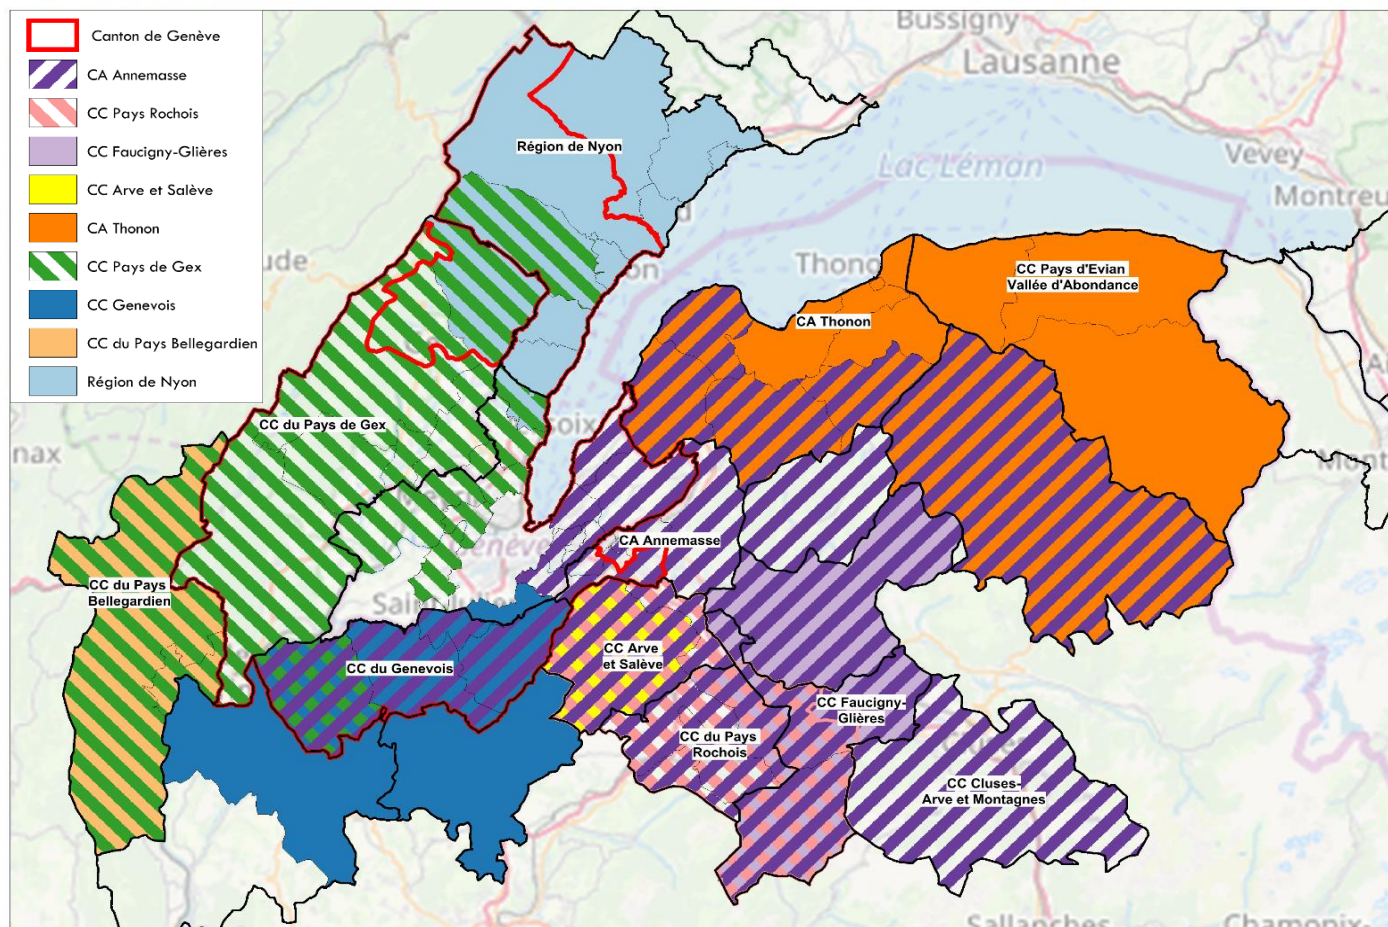 Canton de Genève
CA Annemasse
CC Pays Rochois
CC Faucigny-Glières
CC Arve et Salève
CA Thonon
CC Pays de Gex
CC Genevois
CC du Pays Bellegardien
Région de Nyon
Bussigny
Lausanne
Vevey
Montreu
Lac Léman
Région de Nyon
Thonon
CC Pays d'Evian
Vallée d'Abondance
CA Thonon
CC du Pays de Gex
nax
CA Annemasse
CC du Pays
Bellegardien
CC du Genevois
CC Arve
et Salève
CC Faucigny-
Glières
CC du Pays
Rochois
CC Cluses-
Arve et Montagnes
Sallanches
Chamonix-